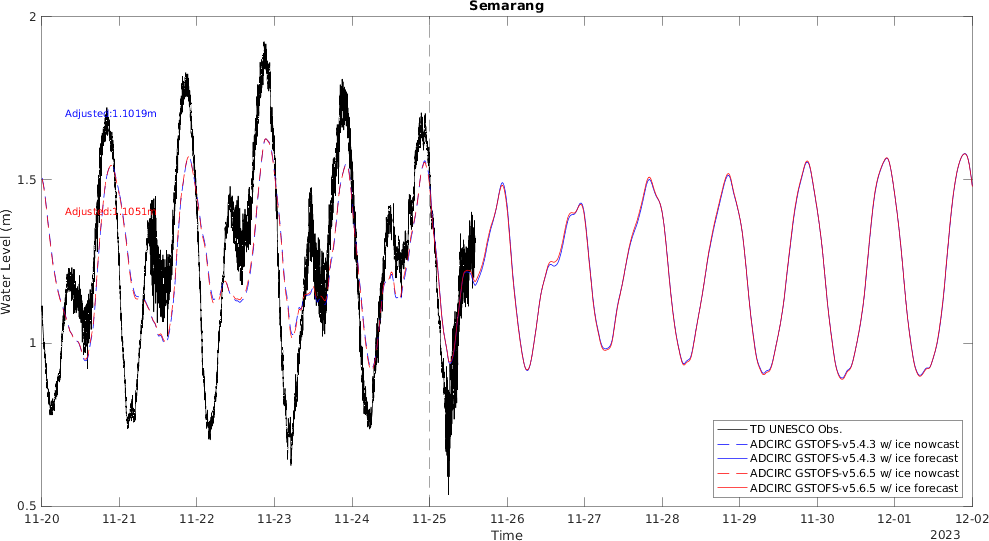 Semarang
2
1.5
1
0.5
Water Level (m)
Adjusted:1.1019m
Adjusted:1.1051m
TD UNESCO Obs.
ADCIRC GSTOFS-v5.4.3 w/ ice nowcast
ADCIRC GSTOFS-v5.4.3 w/ ice forecast
ADCIRC GSTOFS-v5.6.5 w/ ice nowcast
ADCIRC GSTOFS-v5.6.5 w/ ice forecast
11-20 11-21 11-22 11-23 11-24 11-25 11-26 11-27 11-28 11-29 11-30 12-01 12-02
Time
2023